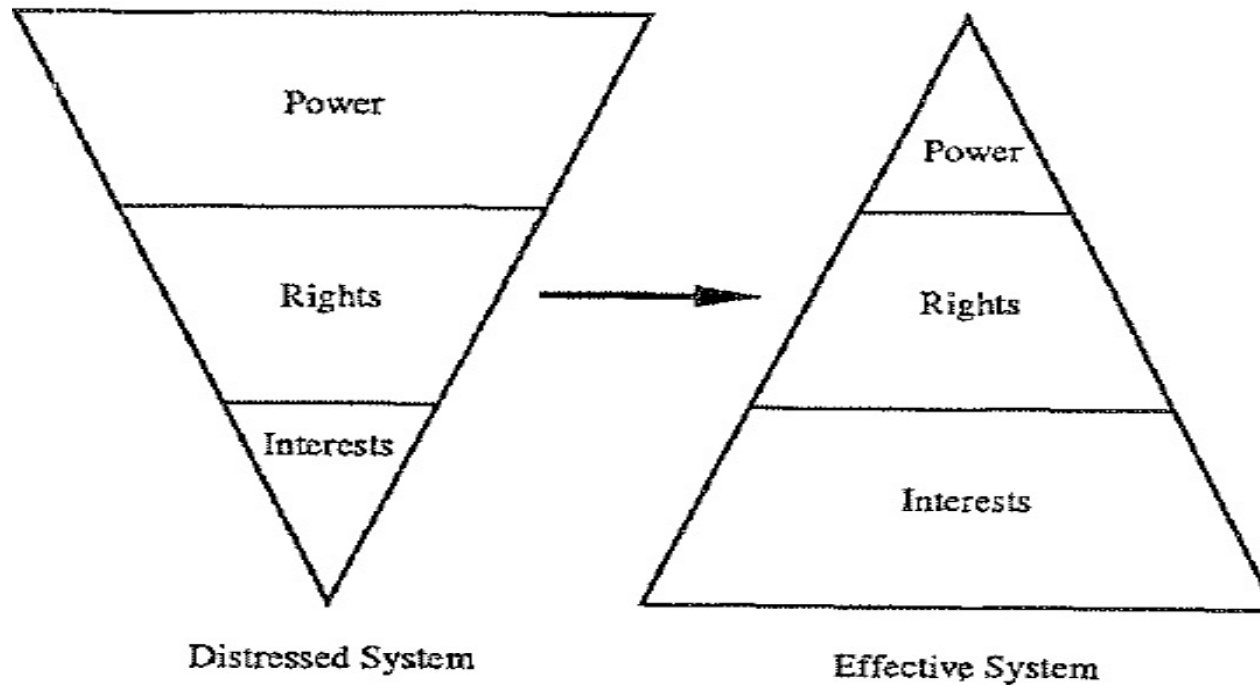 Power
Rights
Interests
Distressed System
Power
Rights
Interests
Effective System